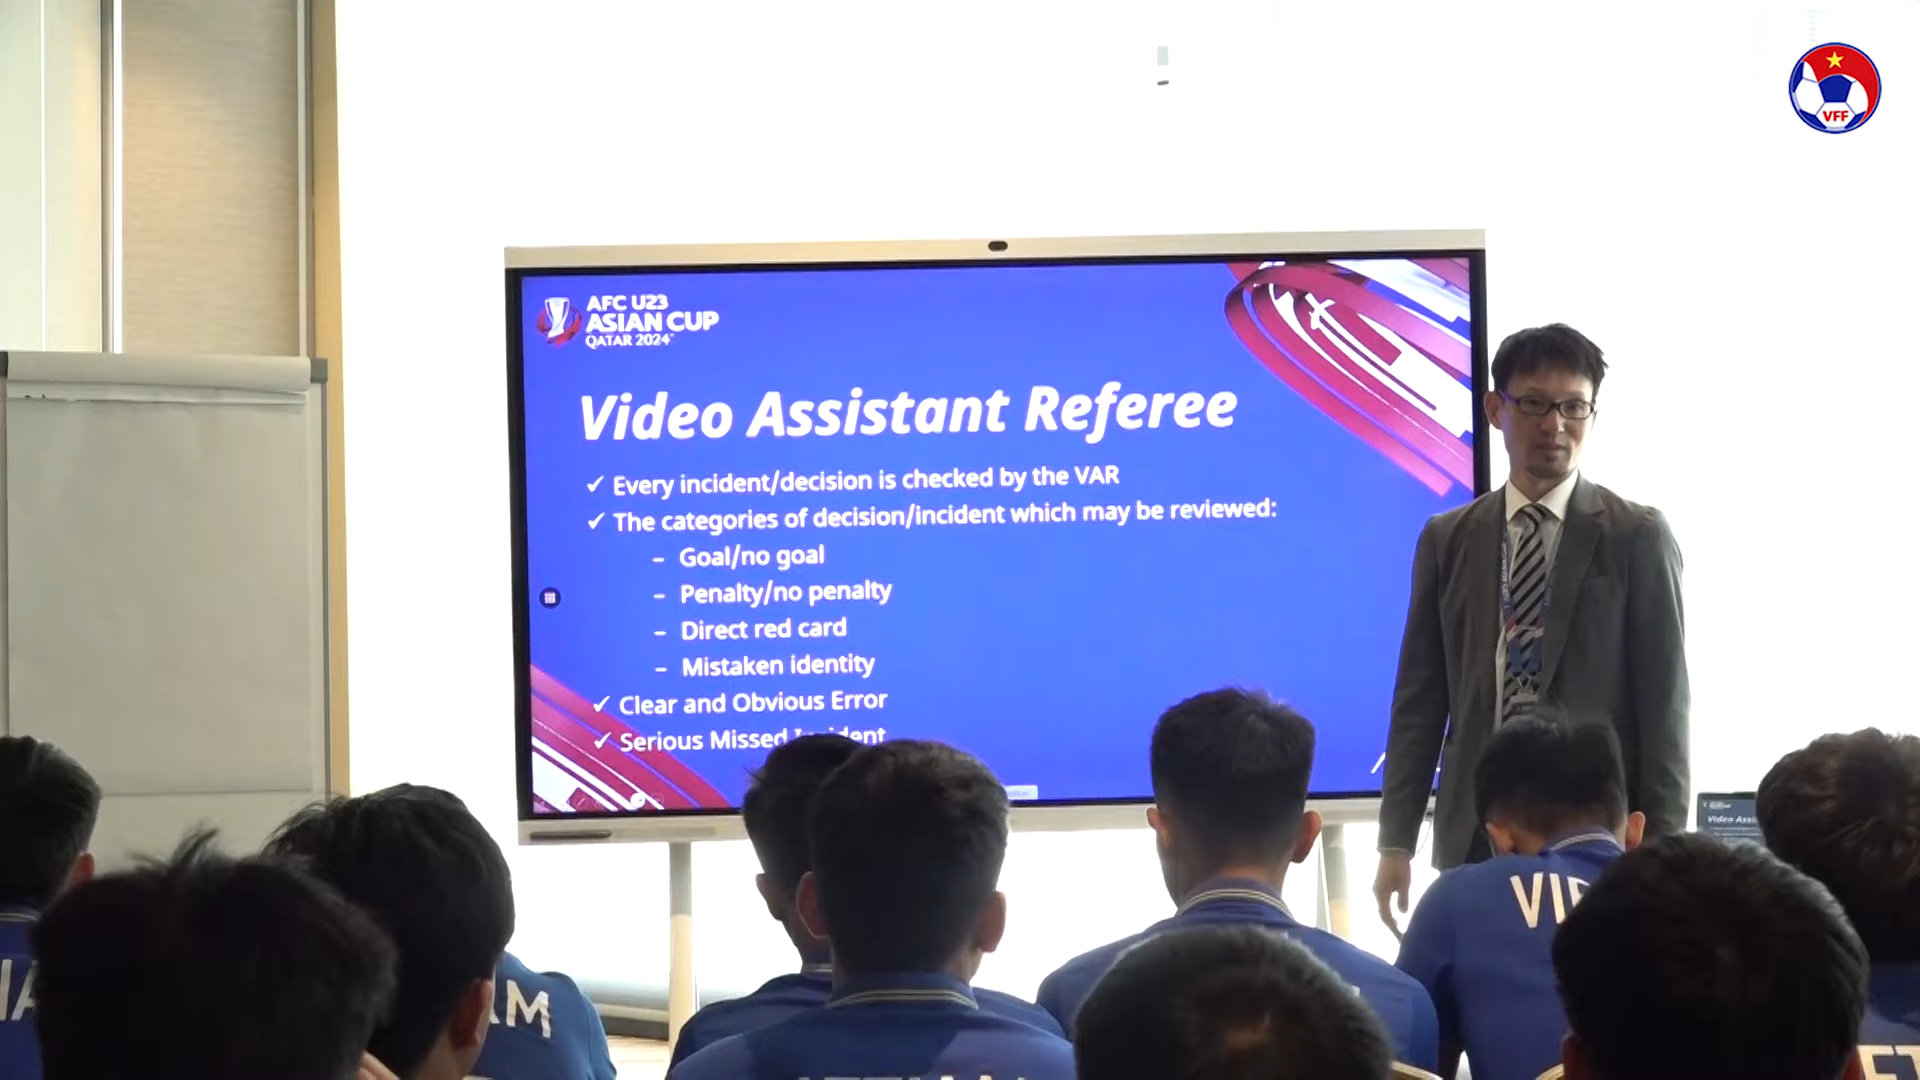 VFF
AFC U23
ASIAN CUP
QATAR 2024
Video Assistant Referee
✓ Every incident/decision is checked by the VAR
✓ The categories of decision/incident which may be reviewed:
– Goal/no goal
– Penalty/no penalty
– Direct red card
– Mistaken identity
✓ Clear and Obvious Error
✓ Serious Missed